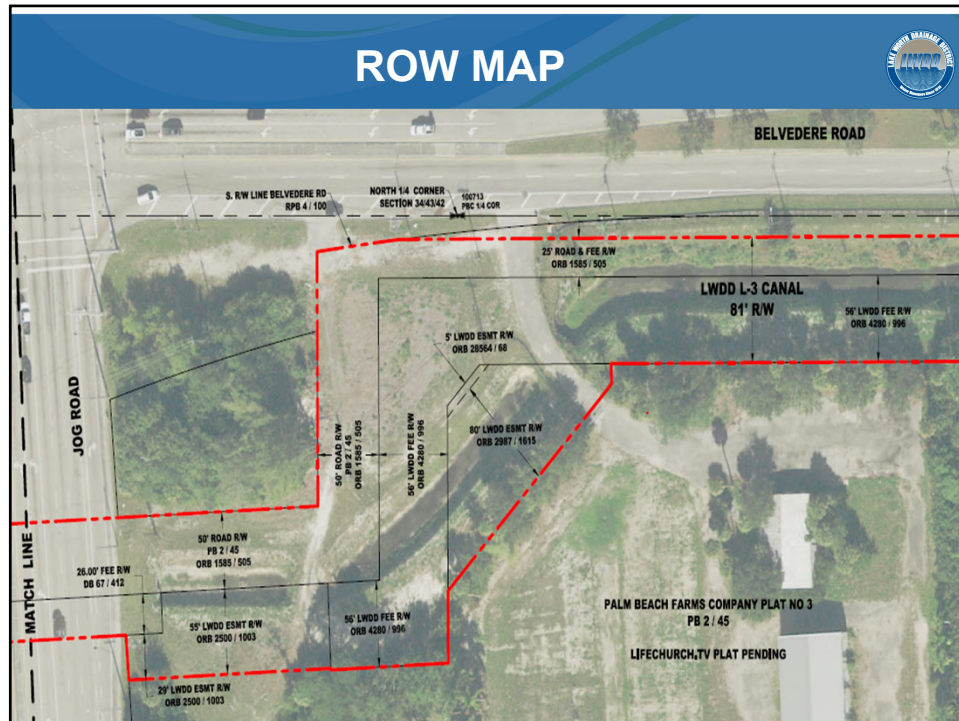 ROW MAP
LAKE WORTH DRAINAGE DISTRICT
LWDD
BELVEDERE ROAD
S. R/W LINE BELVEDERE RD
RPB 4 / 100
NORTH 1/4 CORNER
SECTION 34/43/42
100713
PBC 1/4 COR
25' ROAD & FEE R/W
ORB 1585 / 505
LWDD L-3 CANAL
81' R/W
56' LWDD FEE R/W
ORB 4280 / 996
5' LWDD ESMT R/W
ORB 28564 / 68
80' LWDD ESMT R/W
ORB 2987 / 1615
JOG ROAD
50' ROAD R/W
PB 2 / 45
ORB 1585 / 505
56' LWDD FEE R/W
ORB 4280 / 996
50' ROAD R/W
PB 2 / 45
ORB 1585 / 505
26.00' FEE R/W
DB 67 / 412
MATCH LINE
55' LWDD ESMT R/W
ORB 2500 / 1003
56' LWDD FEE R/W
ORB 4280 / 996
PALM BEACH FARMS COMPANY PLAT NO 3
PB 2 / 45
LIFECHURCH.TV PLAT PENDING
29' LWDD ESMT R/W
ORB 2500 / 1003